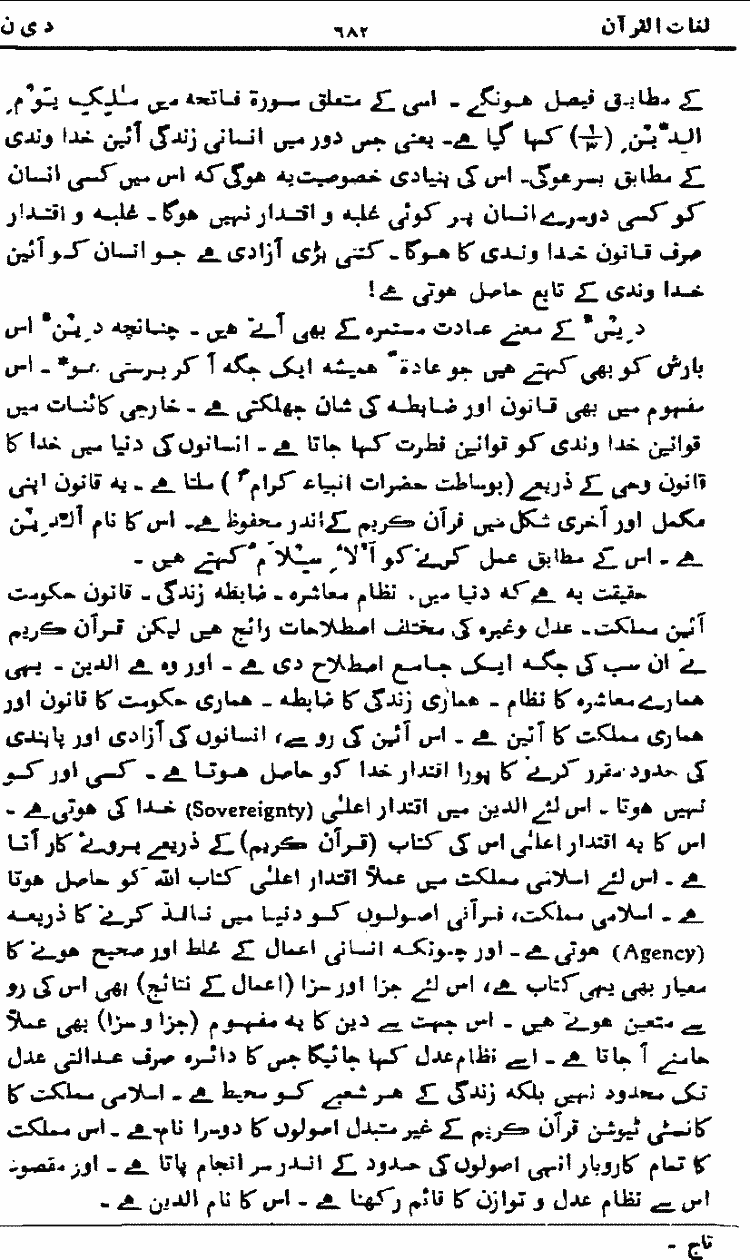 لغات القرآن ٦٨٢ د ی ن
کے مطابق فیصل ہونگے ۔ اسی کے متعلق سورۃ فاتحہ میں مٰلِکِ یَوْمِ
الدِّیْنِ (۱/۳) کہا گیا ہے۔ یعنی جس دور میں انسانی زندگی آئین خدا وندی
کے مطابق بسر ہوگی۔ اس کی بنیادی خصوصیت یہ ہوگی کہ اس میں کسی انسان
کو کسی دوسرے انسان پر کوئی غلبہ و اقتدار نہیں ہوگا۔ غلبہ و اقتدار
صرف قانون خدا وندی کا ہوگا۔ کتنی بڑی آزادی ہے جو انسان کو آئین
خدا وندی کے تابع حاصل ہوتی ہے!
دِیْنٌ کے معنے عادت مستمرہ کے بھی آتے ہیں ۔ چنانچہ دِیْنٌ اس
بارش کو بھی کہتے ہیں جو عادۃً ہمیشہ ایک جگہ آ کر برستی ہو* ۔ اس
مفہوم میں بھی قانون اور ضابطہ کی شان جھلکتی ہے ۔ خارجی کائنات میں
قوانین خدا وندی کو قوانین فطرت کہا جاتا ہے ۔ انسانوں کی دنیا میں خدا کا
قانون وحی کے ذریعے (بوساطت حضرات انبیاء کرامؑ) ملتا ہے ۔ یہ قانون اپنی
مکمل اور آخری شکل میں قرآن کریم کے اندر محفوظ ہے۔ اس کا نام اَلدِّیْنُ
ہے ۔ اس کے مطابق عمل کرنے کو اَلْاِسْلَامُ کہتے ہیں ۔
حقیقت یہ ہے کہ دنیا میں، نظام معاشرہ ۔ ضابطہ زندگی ۔ قانون حکومت
آئین مملکت ۔ عدل وغیرہ کی مختلف اصطلاحات رائج ہیں لیکن قرآن کریم
نے ان سب کی جگہ ایک جامع اصطلاح دی ہے ۔ اور وہ ہے الدین ۔ یہی
ہمارے معاشرہ کا نظام ۔ ہماری زندگی کا ضابطہ ۔ ہماری حکومت کا قانون اور
ہماری مملکت کا آئین ہے ۔ اس آئین کی رو سے، انسانوں کی آزادی اور پابندی
کی حدود مقرر کرنے کا پورا اقتدار خدا کو حاصل ہوتا ہے ۔ کسی اور کو
نہیں ہوتا ۔ اس لئے الدین میں اقتدار اعلیٰ (Sovereignty) خدا کی ہوتی ہے ۔
اس کا یہ اقتدار اعلیٰ اس کی کتاب (قرآن کریم) کے ذریعے بروئے کار آتا
ہے ۔ اس لئے اسلامی مملکت میں عملاً اقتدار اعلیٰ کتاب اللہ کو حاصل ہوتا
ہے ۔ اسلامی مملکت، قرآنی اصولوں کو دنیا میں نافذ کرنے کا ذریعہ
(Agency) ہوتی ہے ۔ اور چونکہ انسانی اعمال کے غلط اور صحیح ہونے کا
معیار بھی یہی کتاب ہے، اس لئے جزا اور سزا (اعمال کے نتائج) بھی اس کی رو
سے متعین ہوتے ہیں ۔ اس جہت سے دین کا یہ مفہوم (جزا و سزا) بھی عملاً
سامنے آ جاتا ہے ۔ اسے نظام عدل کہا جائیگا جس کا دائرہ صرف عدالتی عدل
تک محدود نہیں بلکہ زندگی کے ہر شعبے کو محیط ہے ۔ اسلامی مملکت کا
کانسٹی ٹیوشن قرآن کریم کے غیر متبدل اصولوں کا دوسرا نام ہے ۔ اس مملکت
کا تمام کاروبار انہی اصولوں کی حدود کے اندر سر انجام پاتا ہے ۔ اور مقصود
اس سے نظام عدل و توازن کا قائم رکھنا ہے ۔ اس کا نام الدین ہے ۔
تاج ۔